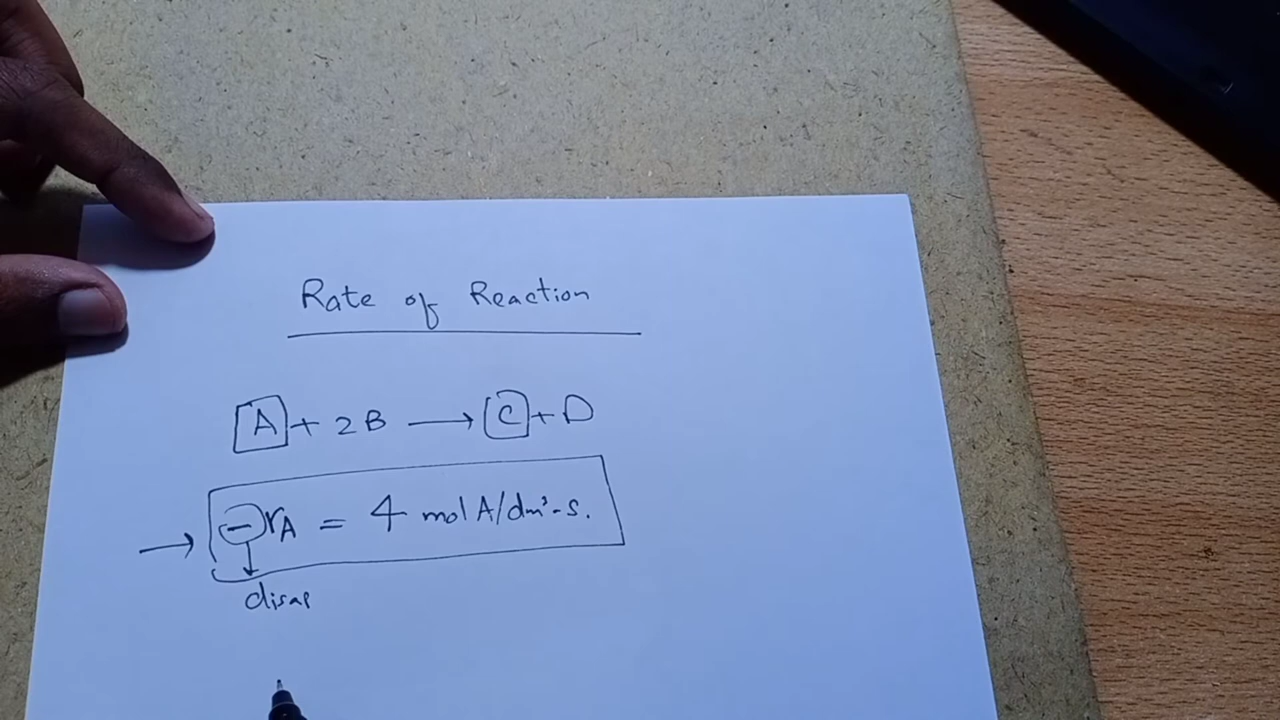 Rate of Reaction
A + 2B → C + D
→ -rA = 4 mol A/dm³-s.
disap